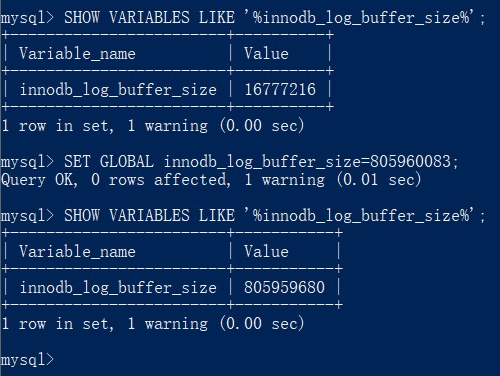 mysql> SHOW VARIABLES LIKE '%innodb_log_buffer_size%';
+------------------------+----------+
| Variable_name          | Value    |
+------------------------+----------+
| innodb_log_buffer_size | 16777216 |
+------------------------+----------+
1 row in set, 1 warning (0.00 sec)
mysql> SET GLOBAL innodb_log_buffer_size=805960083;
Query OK, 0 rows affected, 1 warning (0.01 sec)
mysql> SHOW VARIABLES LIKE '%innodb_log_buffer_size%';
+------------------------+-----------+
| Variable_name          | Value     |
+------------------------+-----------+
| innodb_log_buffer_size | 805959680 |
+------------------------+-----------+
1 row in set, 1 warning (0.00 sec)
mysql>